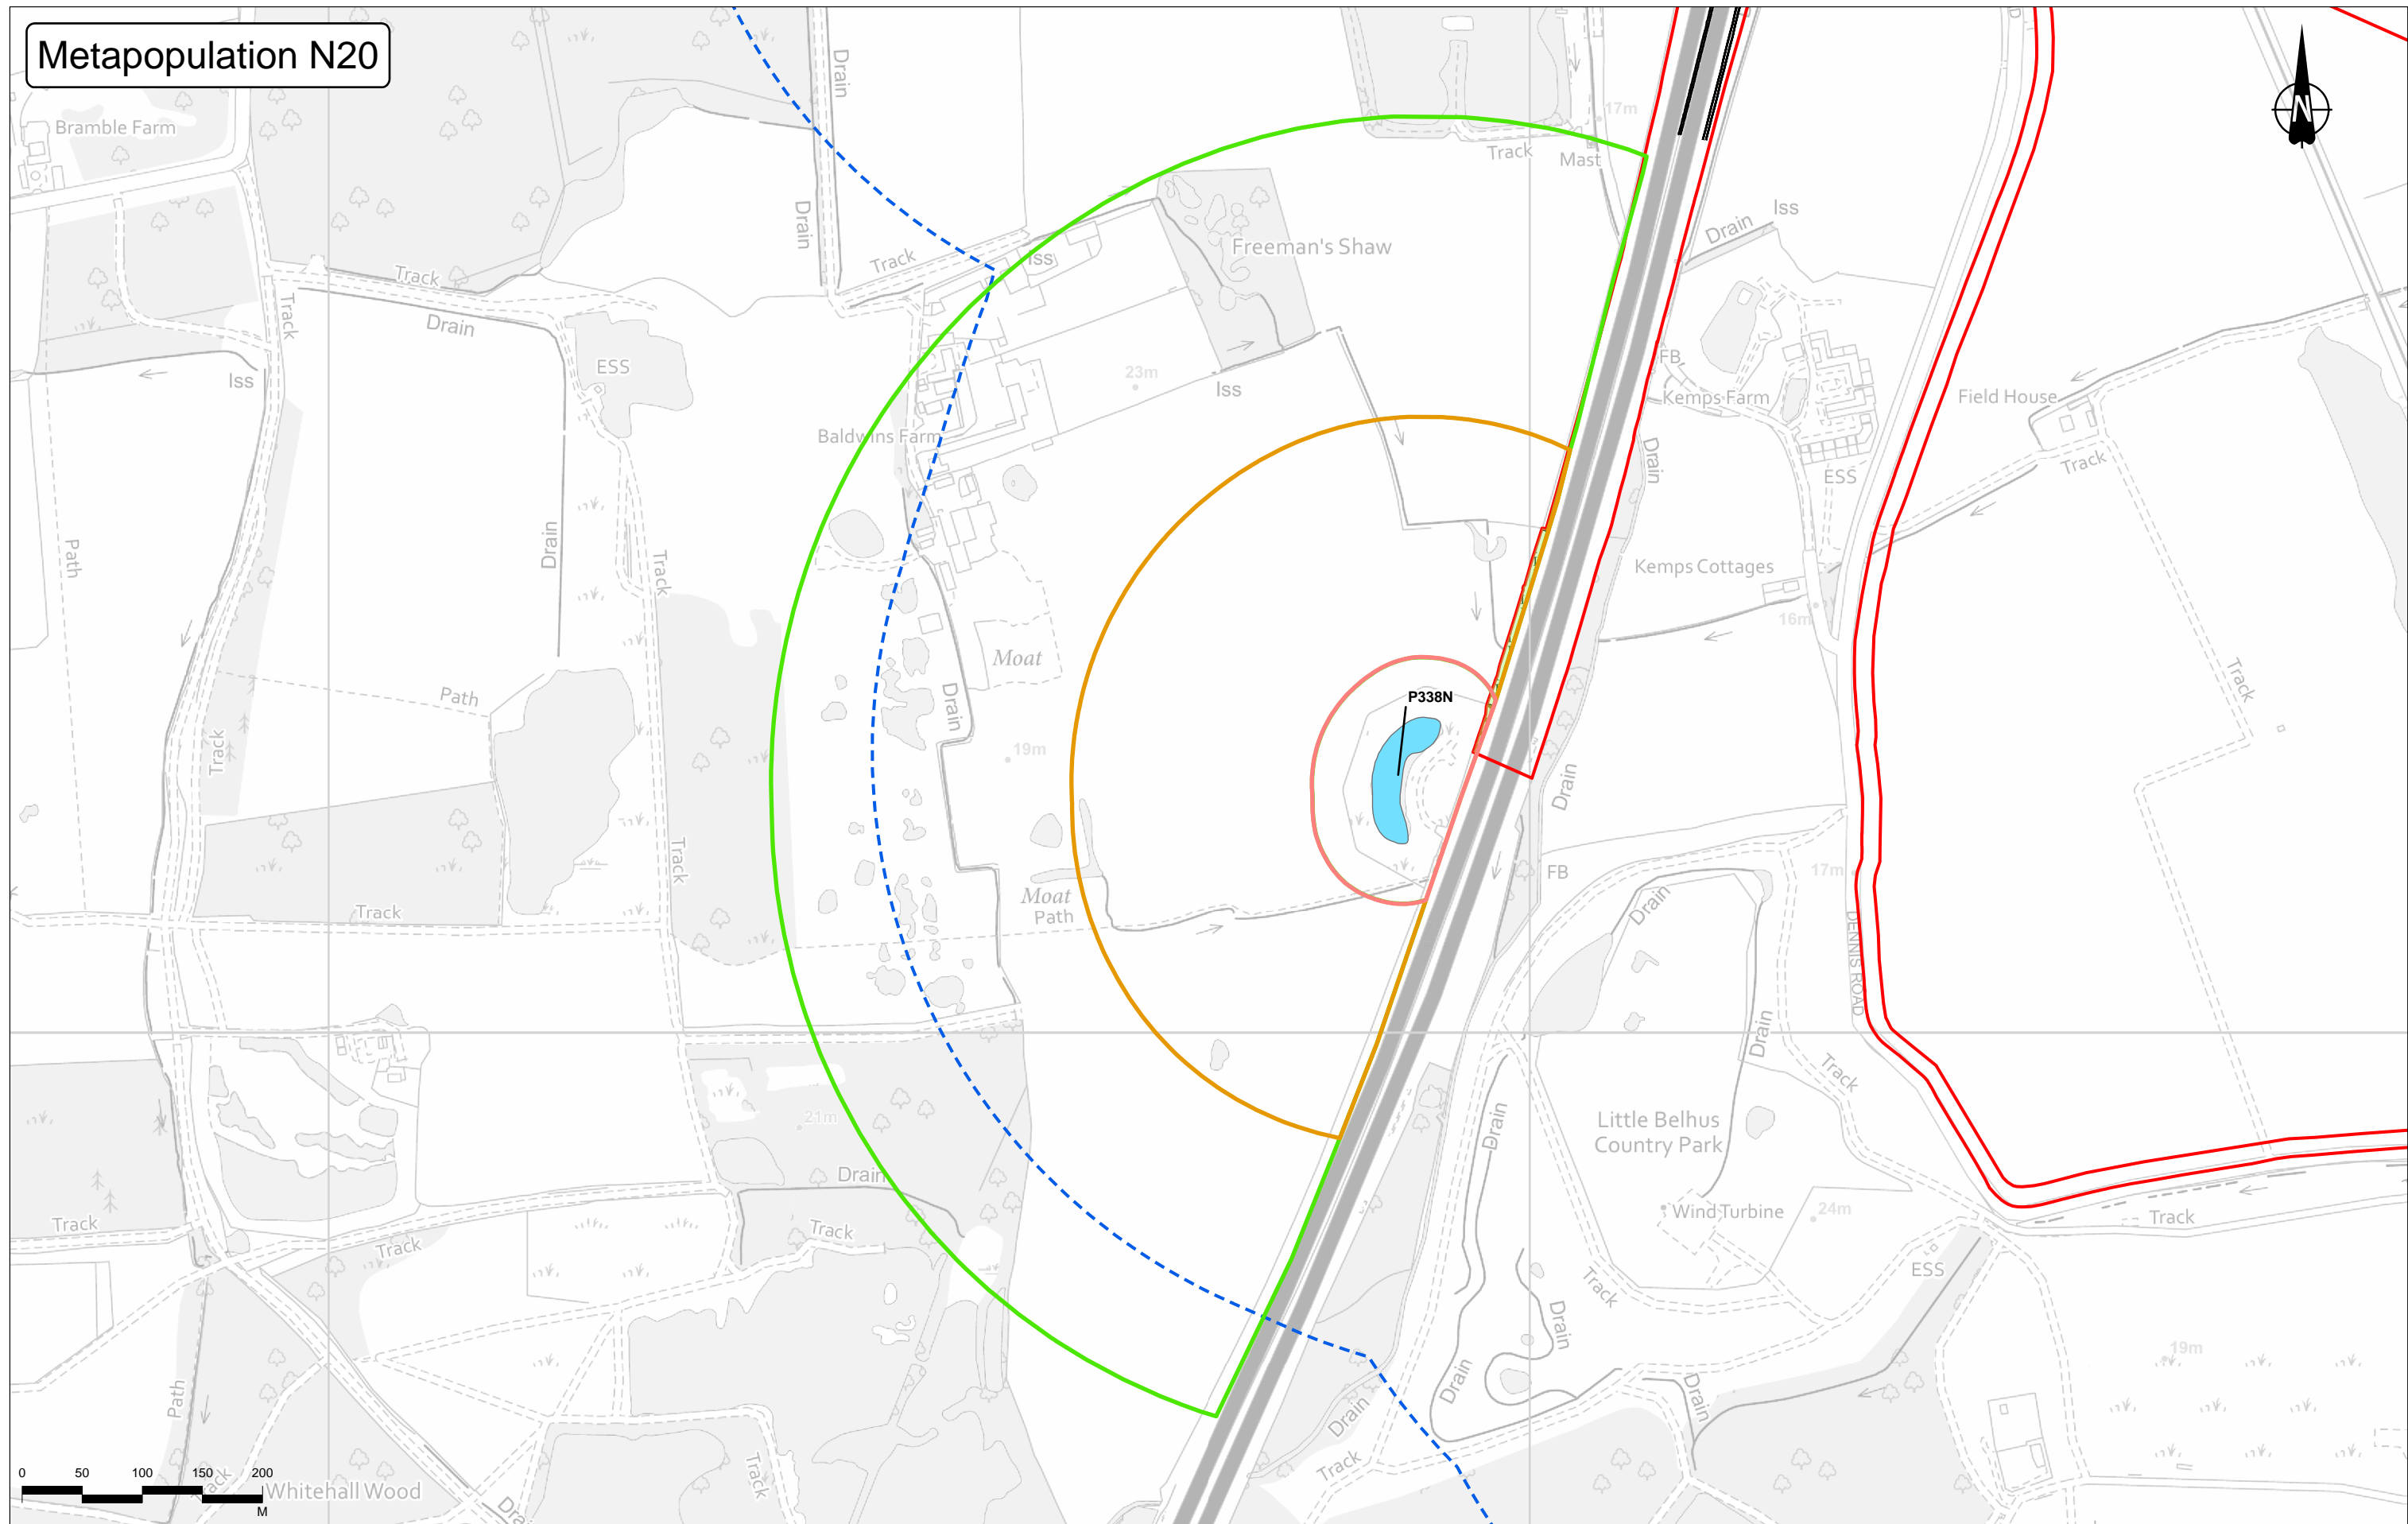 Metapopulation N20
N
Drain
Bramble Farm
17m
Track
Mast
Iss
Drain
Drain
Freeman's Shaw
Iss
Track
Track
Track
Drain
ESS
Iss
23m
Iss
FB
Kemps Farm
Field House
Baldwins Farm
Drain
Track
ESS
Path
Drain
Track
Kemps Cottages
16m
Moat
Path
Drain
P338N
Track
Track
19m
Drain
Track
Moat
Path
FB
17m
Drain
Track
DENNIS ROAD
Drain
Track
21m
Drain
Little Belhus
Country Park
Drain
Wind Turbine
24m
Track
Track
Track
Track
ESS
Track
Drain
19m
Path
Drain
Drain
Drain
Track
Track
0 50 100 150 200
M
Track
Whitehall Wood